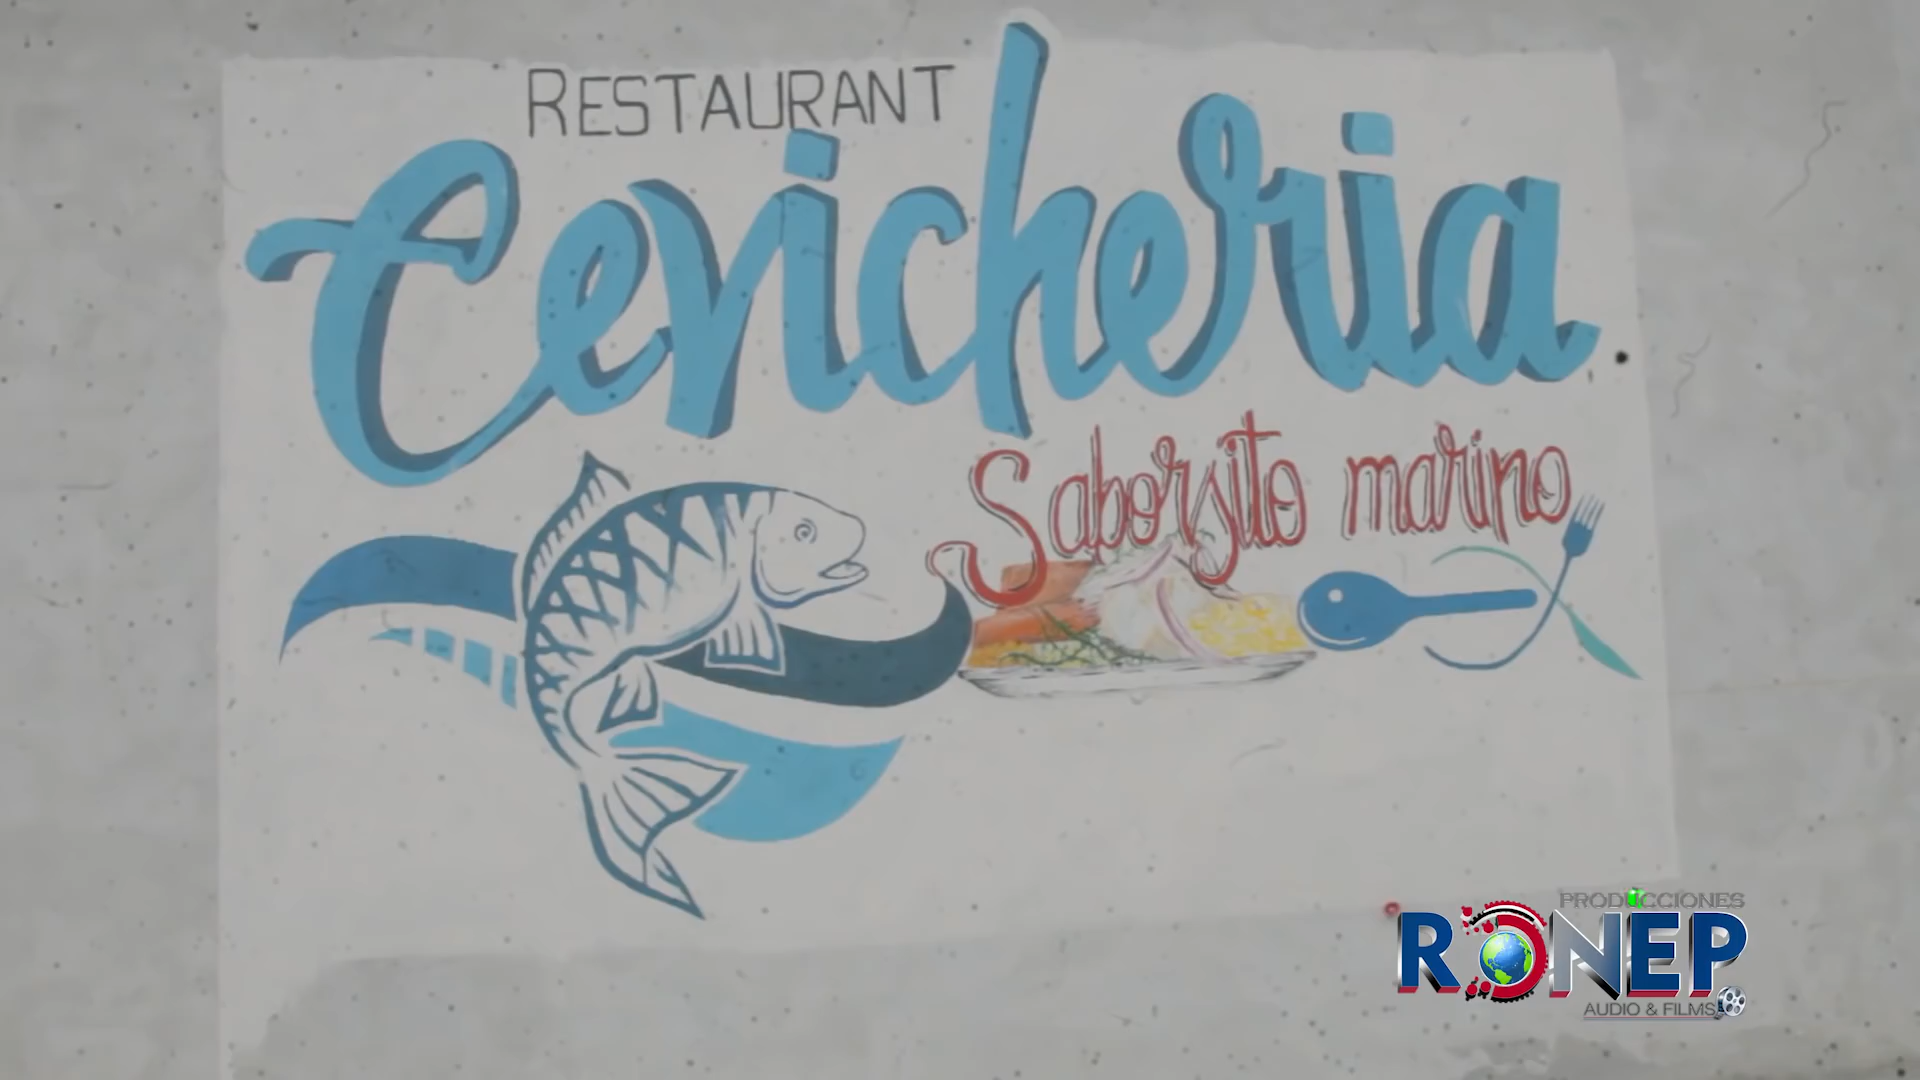 RESTAURANT
Cevicheria
Saborsito marino
PRODUCCIONES
RONEP
AUDIO & FILMS